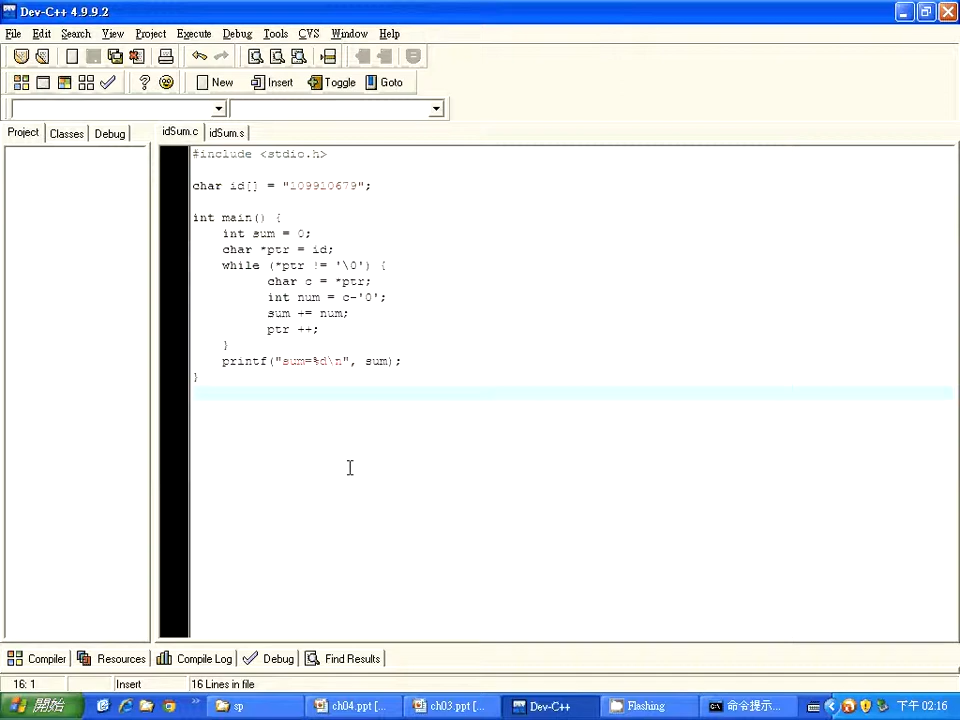 Dev-C++ 4.9.9.2
File Edit Search View Project Execute Debug Tools CVS Window Help
New Insert Toggle Goto
Project Classes Debug idSum.c idSum.s
#include <stdio.h>
char id[] = "109910679";
int main() {
int sum = 0;
char *ptr = id;
while (*ptr != '\0') {
char c = *ptr;
int num = c-'0';
sum += num;
ptr ++;
}
printf("sum=%d\n", sum);
}
Compiler Resources Compile Log Debug Find Results
16: 1 Insert 16 Lines in file
開始 sp ch04.ppt [... ch03.ppt [... Dev-C++ Flashing 命令提示... 下午 02:16